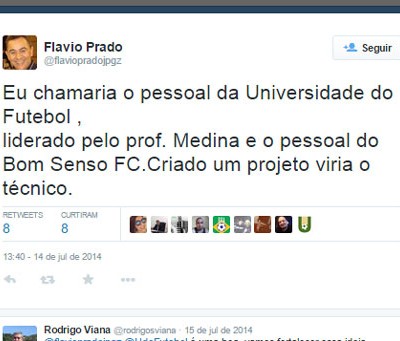 Flavio Prado
@flaviopradojpgz
Seguir
Eu chamaria o pessoal da Universidade do
Futebol ,
liderado pelo prof. Medina e o pessoal do
Bom Senso FC.Criado um projeto viria o
técnico.
RETWEETS CURTIRAM
8 8
13:40 - 14 de jul de 2014
Rodrigo Viana @rodrigosviana · 15 de jul de 2014